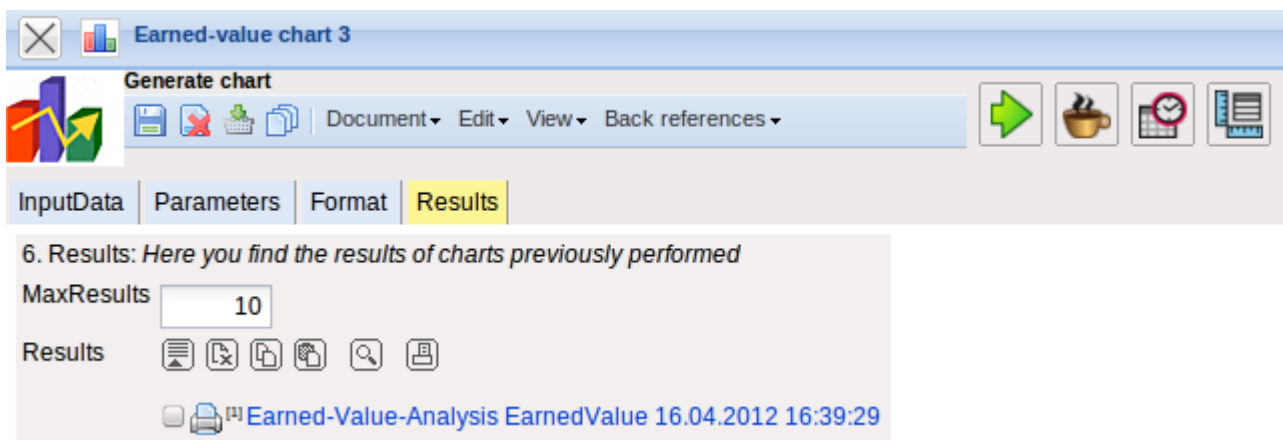 Earned-value chart 3
Generate chart
Document Edit View Back references
InputData Parameters Format Results
6. Results: Here you find the results of charts previously performed
MaxResults 10
Results
[1] Earned-Value-Analysis EarnedValue 16.04.2012 16:39:29